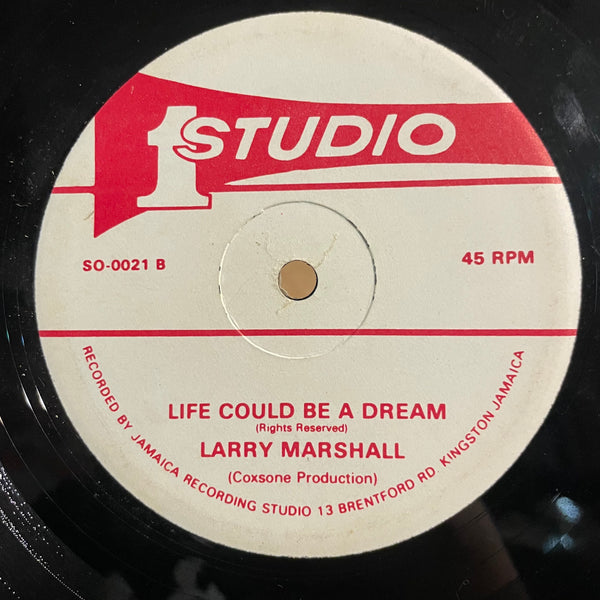 1 STUDIO
SO-0021 B
45 RPM
LIFE COULD BE A DREAM
(Rights Reserved)
LARRY MARSHALL
(Coxsone Production)
RECORDED BY JAMAICA RECORDING STUDIO 13 BRENTFORD RD KINGSTON JAMAICA